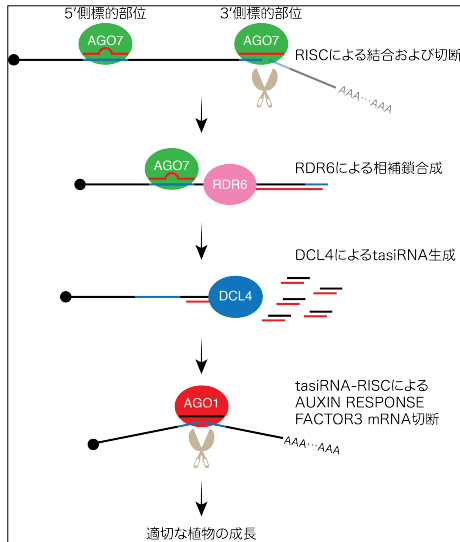 5′側標的部位 3′側標的部位
AGO7 AGO7
RISCによる結合および切断
AAA…AAA
AGO7
RDR6による相補鎖合成
RDR6
DCL4によるtasiRNA生成
DCL4
tasiRNA-RISCによる
AUXIN RESPONSE
FACTOR3 mRNA切断
AGO1
AAA…AAA
適切な植物の成長